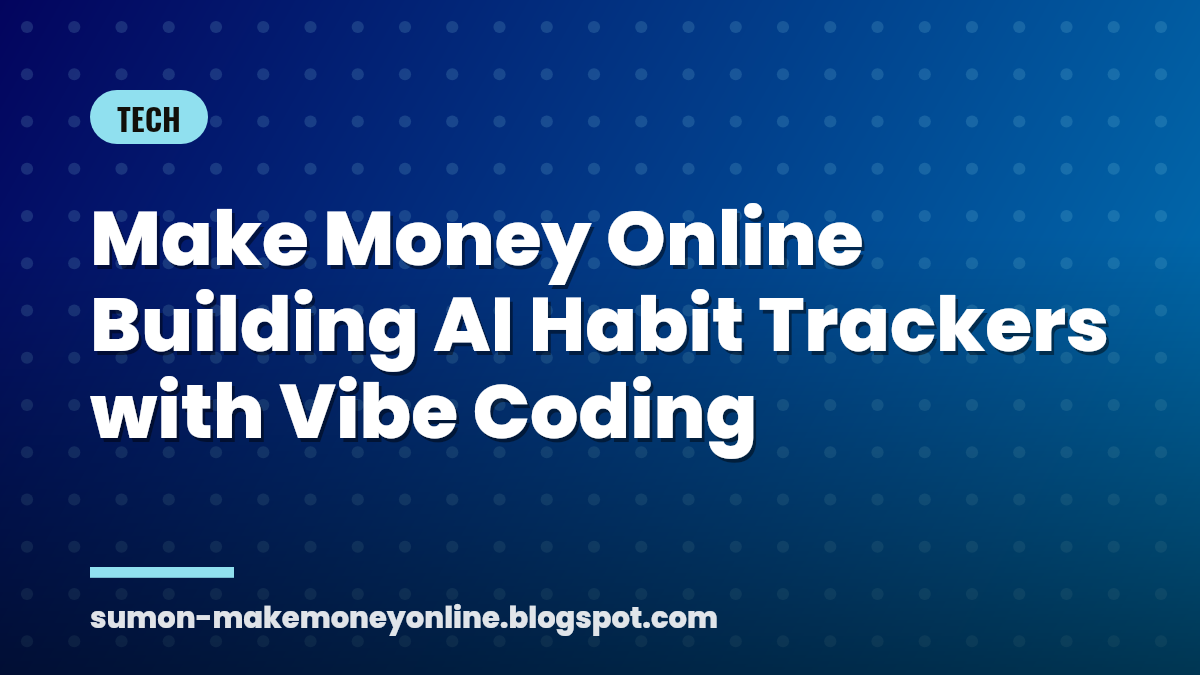 TECH
Make Money Online
Building AI Habit Trackers
with Vibe Coding
sumon-makemoneyonline.blogspot.com